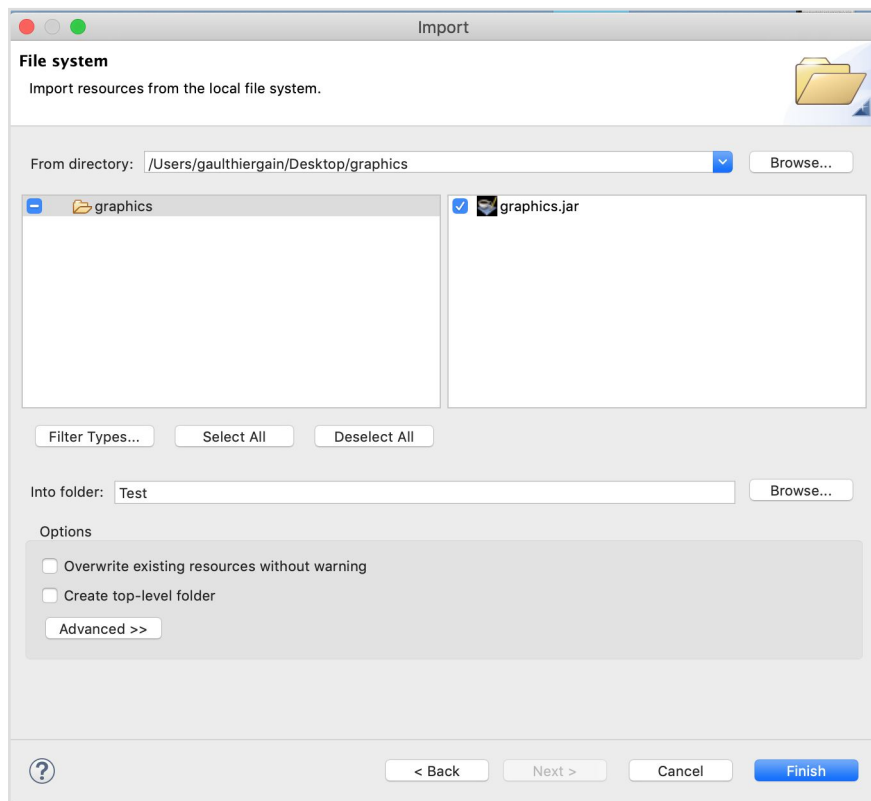 Import
File system
Import resources from the local file system.
From directory: /Users/gaulthiergain/Desktop/graphics Browse...
graphics graphics.jar
Filter Types... Select All Deselect All
Into folder: Test Browse...
Options
Overwrite existing resources without warning
Create top-level folder
Advanced >>
? < Back Next > Cancel Finish